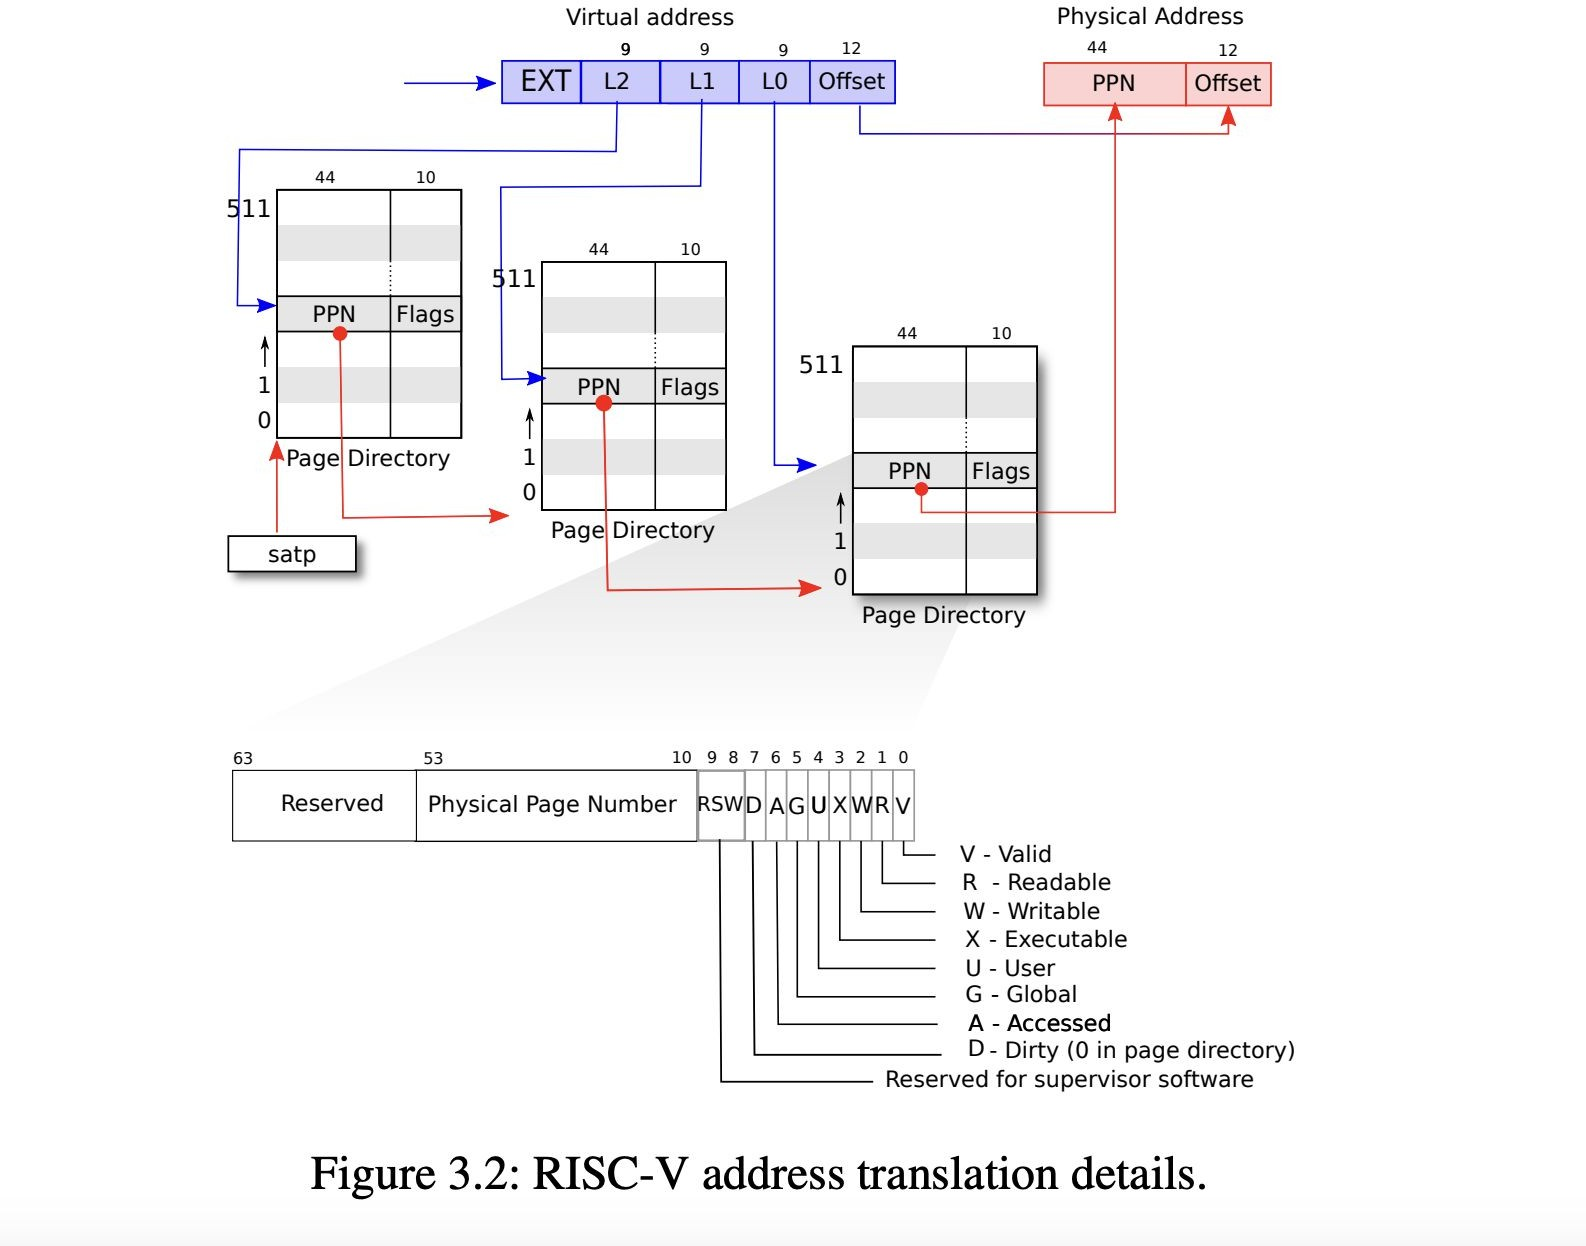 Virtual address
Physical Address
9 9 9 12
44 12
EXT L2 L1 L0 Offset
PPN Offset
44 10
511
PPN Flags
1
0
Page Directory
satp
44 10
511
PPN Flags
1
0
Page Directory
44 10
511
PPN Flags
1
0
Page Directory
63 53 10 9 8 7 6 5 4 3 2 1 0
Reserved Physical Page Number RSW D A G U X W R V
V - Valid
R - Readable
W - Writable
X - Executable
U - User
G - Global
A - Accessed
D - Dirty (0 in page directory)
Reserved for supervisor software
Figure 3.2: RISC-V address translation details.